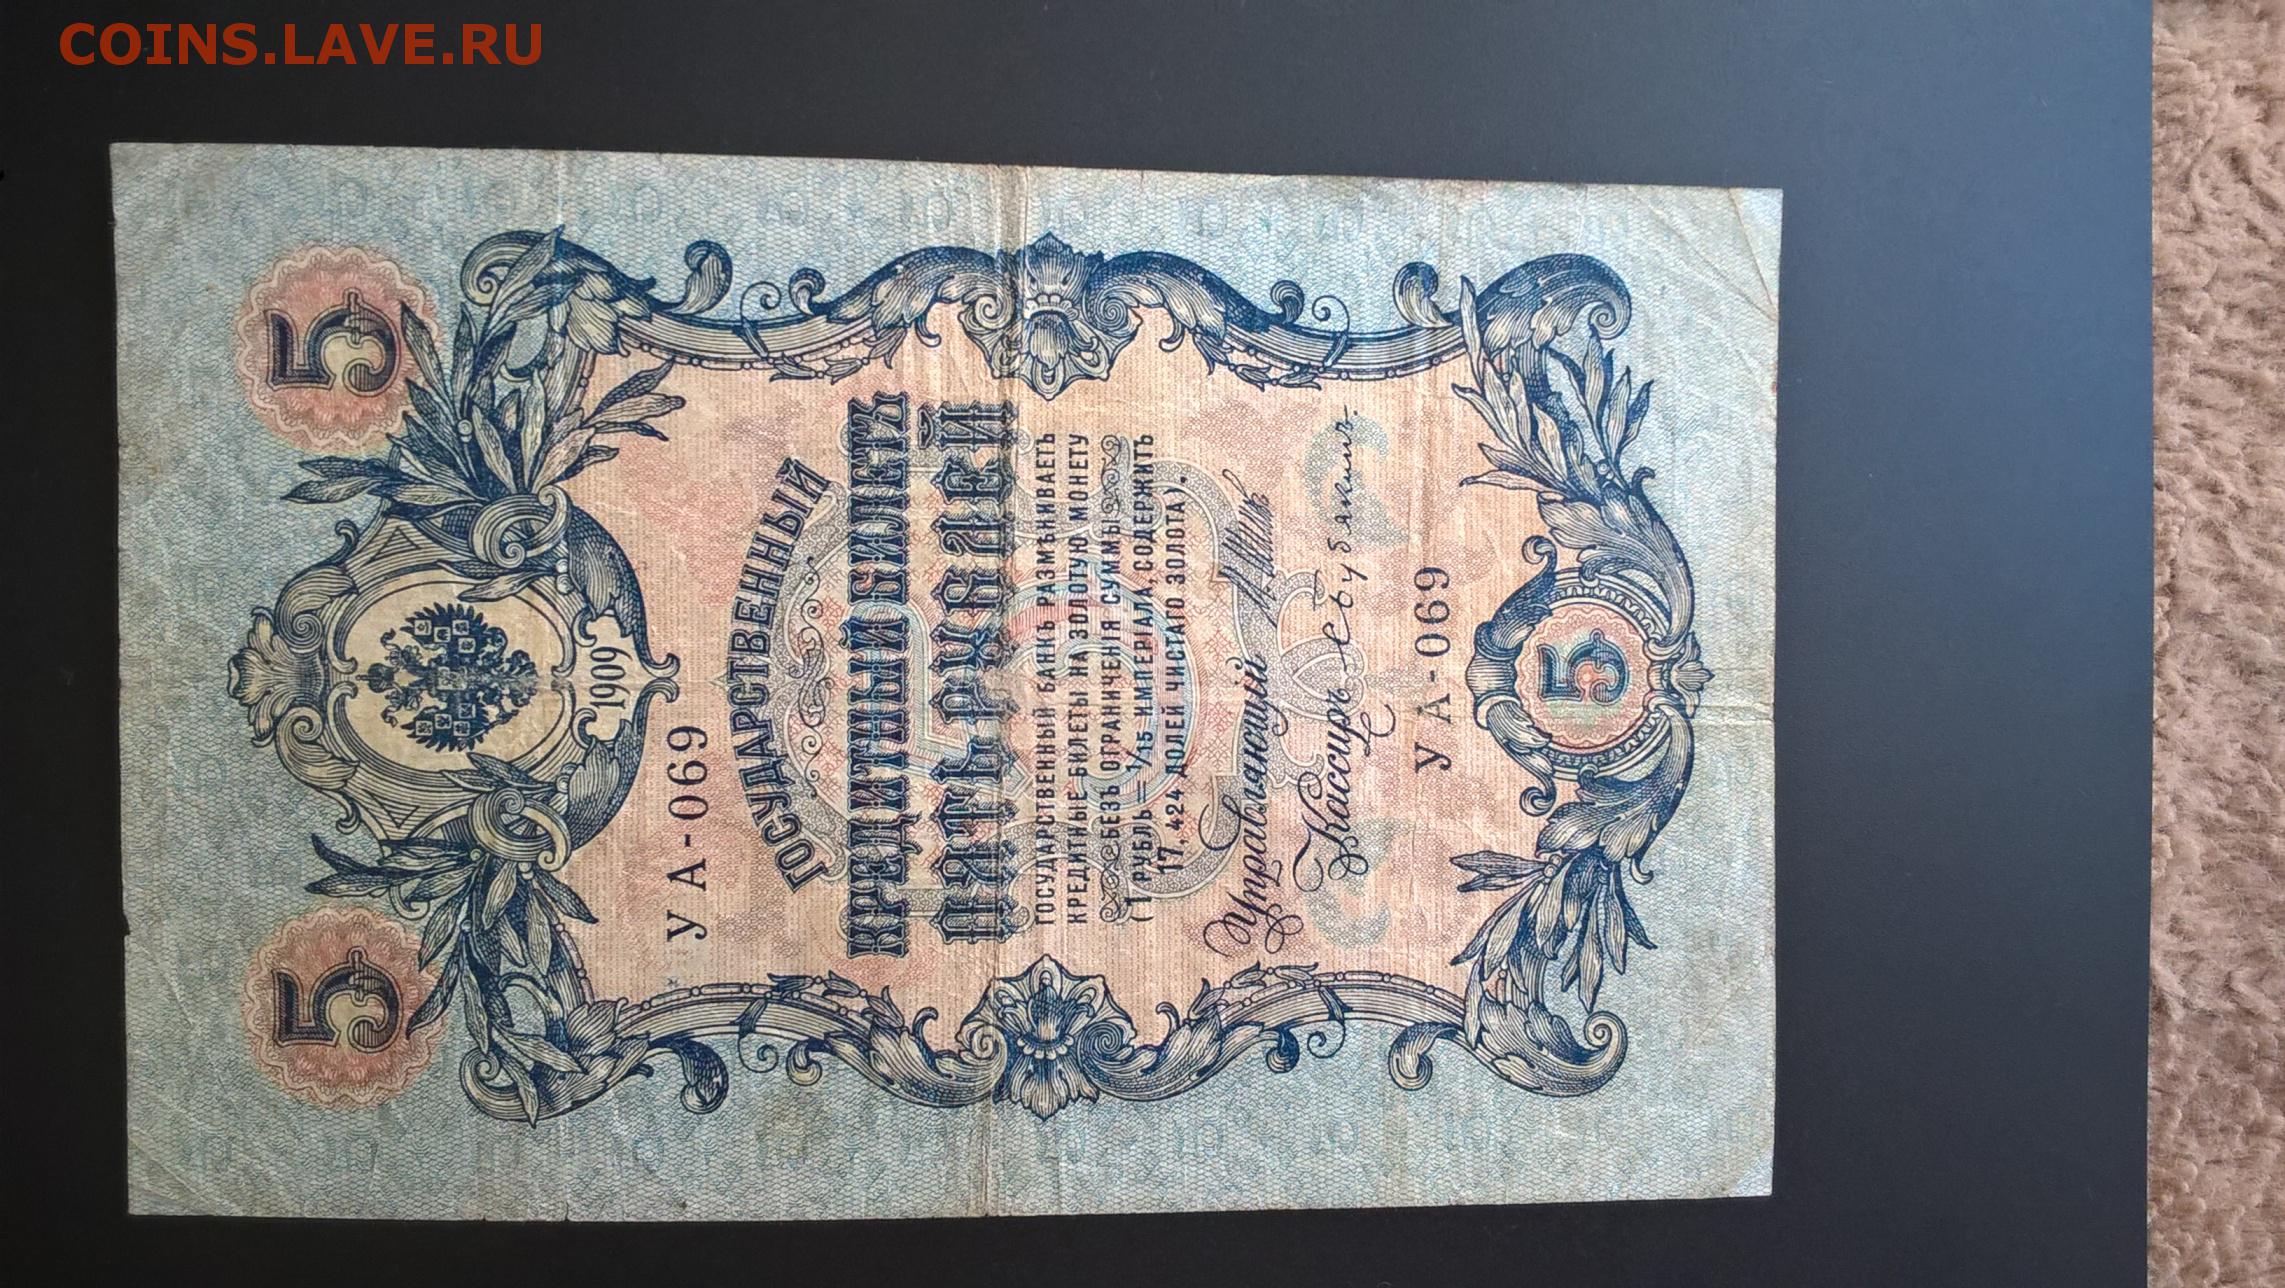 COINS.LAVE.RU
5 5
1909
УА-069
ГОСУДАРСТВЕННЫЙ
КРЕДИТНЫЙ БИЛЕТЪ
ПЯТЬ РУБЛЕЙ
ГОСУДАРСТВЕННЫЙ БАНКЪ РАЗМѢНИВАЕТЪ
КРЕДИТНЫЕ БИЛЕТЫ НА ЗОЛОТУЮ МОНЕТУ
БЕЗЪ ОГРАНИЧЕНІЯ СУММЫ
(1 РУБЛЬ = 1/15 ИМПЕРІАЛА, СОДЕРЖИТЪ
17,424 ДОЛЕЙ ЧИСТАГО ЗОЛОТА).
Управляющій
Кассиръ
УА-069
5